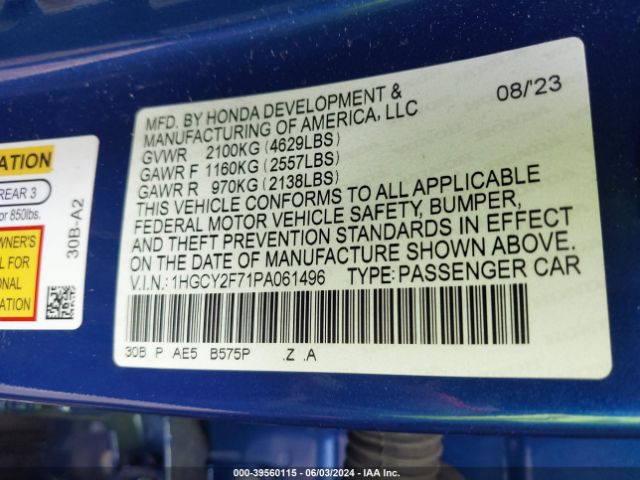 MFD. BY HONDA DEVELOPMENT & 08/'23
MANUFACTURING OF AMERICA, LLC
GVWR 2100KG (4629LBS)
GAWR F 1160KG (2557LBS)
GAWR R 970KG (2138LBS)
THIS VEHICLE CONFORMS TO ALL APPLICABLE
FEDERAL MOTOR VEHICLE SAFETY, BUMPER,
AND THEFT PREVENTION STANDARDS IN EFFECT
ON THE DATE OF MANUFACTURE SHOWN ABOVE.
V.I.N.: 1HGCY2F71PA061496 TYPE: PASSENGER CAR
30B P AE5 B575P .Z .A
ATION
REAR 3
or 850lbs.
WNER'S
L FOR
ONAL
ATION
30B-A2
000-39560115 - 06/03/2024 - IAA Inc.